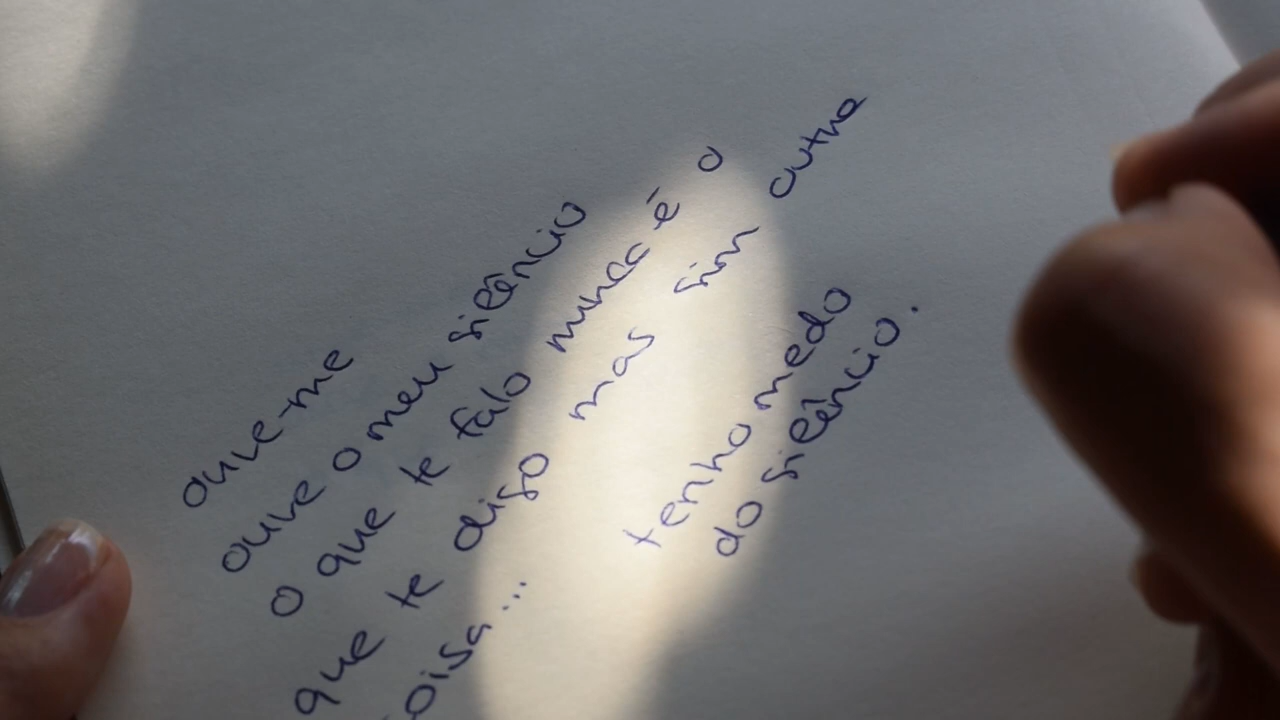 ouve-me
ouve o meu silêncio
o que te falo nunca é o
que te digo mas sim outra
coisa...
tenho medo
do silêncio.